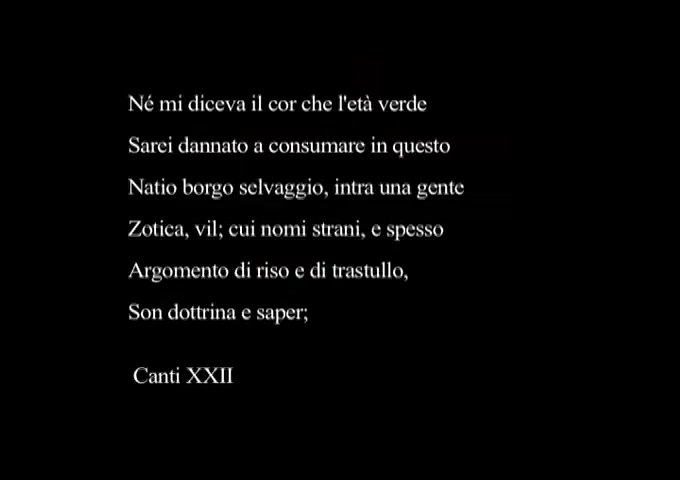 Né mi diceva il cor che l'età verde
Sarei dannato a consumare in questo
Natio borgo selvaggio, intra una gente
Zotica, vil; cui nomi strani, e spesso
Argomento di riso e di trastullo,
Son dottrina e saper;
Canti XXII